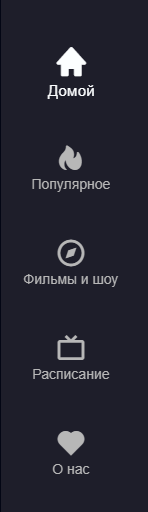 Домой
Популярное
Фильмы и шоу
Расписание
О нас